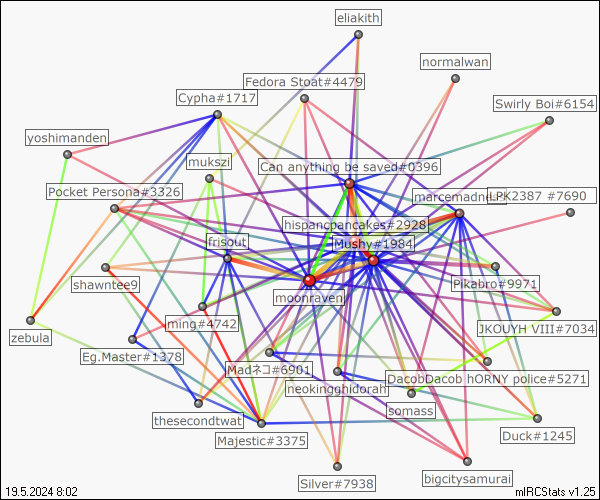 eliakith
normalwan
Fedora Stoat#4479
Cypha#1717
Swirly Boi#6154
yoshimanden
mukszi
Can anything be saved#0396
Pocket Persona#3326
marcemadne
LPK2387 #7690
hispancpancakes#2928
frisout
Mushy#1984
shawntee9
Pikabro#9971
moonraven
ming#4742
JKOUYH VIII#7034
zebula
Eg.Master#1378
Madネコ#6901
DacobDacob hORNY police#5271
neokingghidorah
somass
thesecondtwat
Majestic#3375
Duck#1245
Silver#7938
bigcitysamurai
19.5.2024 8:02
mIRCStats v1.25